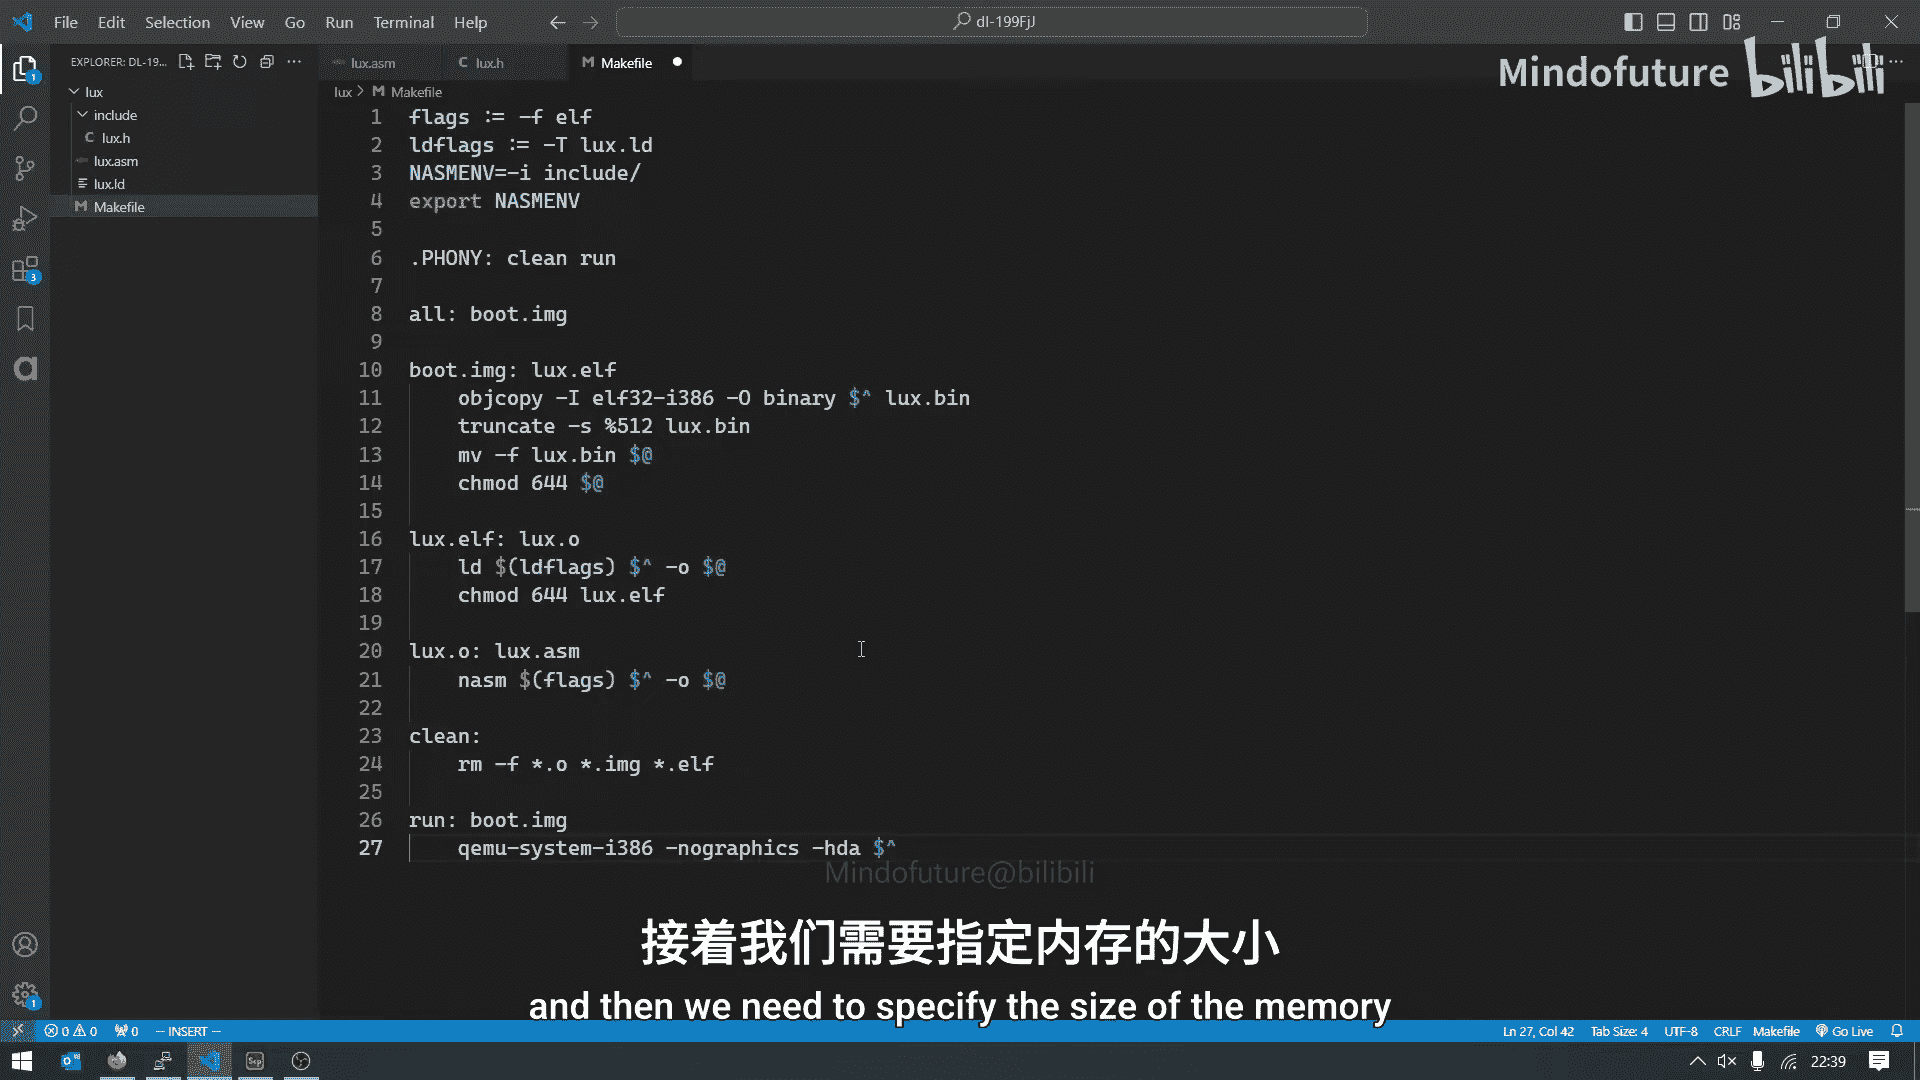 File Edit Selection View Go Run Terminal Help
dl-199FjJ
EXPLORER: DL-19...
lux.asm
lux.h
Makefile
Mindofuture bilibili
lux > Makefile
lux
include
lux.h
lux.asm
lux.ld
Makefile
1 flags := -f elf
2 ldflags := -T lux.ld
3 NASMENV=-i include/
4 export NASMENV
5
6 .PHONY: clean run
7
8 all: boot.img
9
10 boot.img: lux.elf
11 objcopy -I elf32-i386 -O binary $^ lux.bin
12 truncate -s %512 lux.bin
13 mv -f lux.bin $@
14 chmod 644 $@
15
16 lux.elf: lux.o
17 ld $(ldflags) $^ -o $@
18 chmod 644 lux.elf
19
20 lux.o: lux.asm
21 nasm $(flags) $^ -o $@
22
23 clean:
24 rm -f *.o *.img *.elf
25
26 run: boot.img
27 qemu-system-i386 -nographics -hda $^
Mindofuture@bilibili
接着我们需要指定内存的大小
and then we need to specify the size of the memory
0 0 0 -- INSERT -- Ln 27, Col 42 Tab Size: 4 UTF-8 CRLF Makefile Go Live
22:39